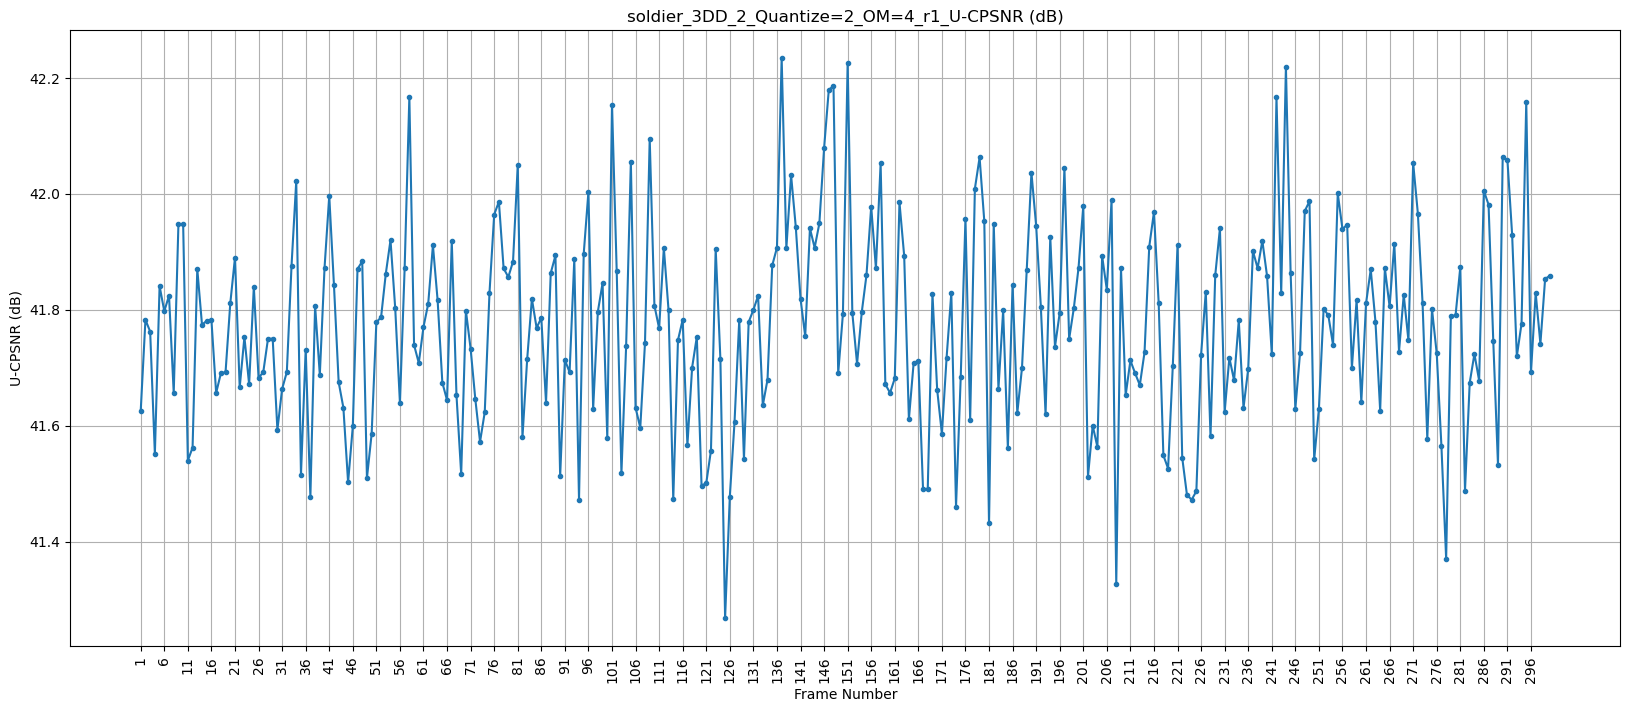 soldier_3DD_2_Quantize=2_OM=4_r1_U-CPSNR (dB)
U-CPSNR (dB)
42.2
42.0
41.8
41.6
41.4
1 6 11 16 21 26 31 36 41 46 51 56 61 66 71 76 81 86 91 96 101 106 111 116 121 126 131 136 141 146 151 156 161 166 171 176 181 186 191 196 201 206 211 216 221 226 231 236 241 246 251 256 261 266 271 276 281 286 291 296
Frame Number